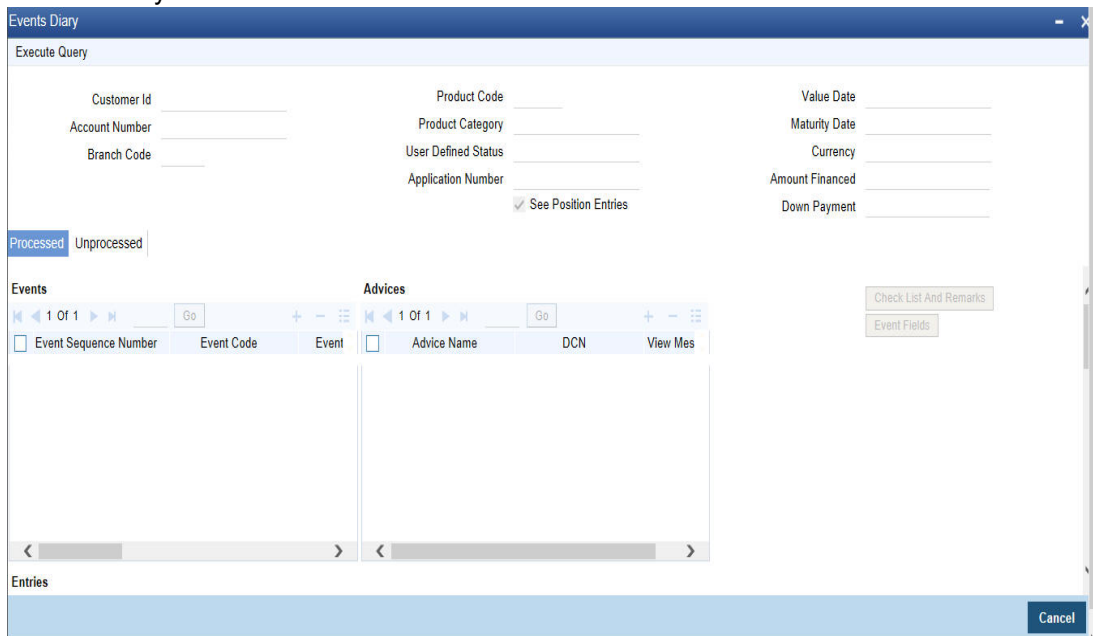 Events Diary
Execute Query
Customer Id
Account Number
Branch Code
Product Code
Product Category
User Defined Status
Application Number
See Position Entries
Value Date
Maturity Date
Currency
Amount Financed
Down Payment
Processed Unprocessed
Events
1 Of 1 Go
Event Sequence Number Event Code Event
Advices
1 Of 1 Go
Advice Name DCN View Mes
Check List And Remarks
Event Fields
Entries
Cancel